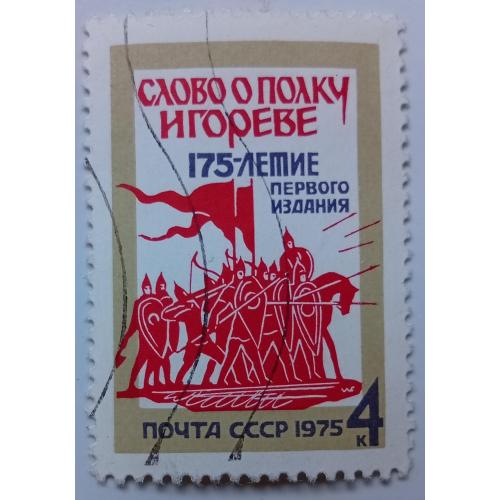 СЛОВО О ПОЛКУ
ИГОРЕВЕ
175-ЛЕТИЕ
ПЕРВОГО
ИЗДАНИЯ
ПОЧТА СССР 1975 4
К